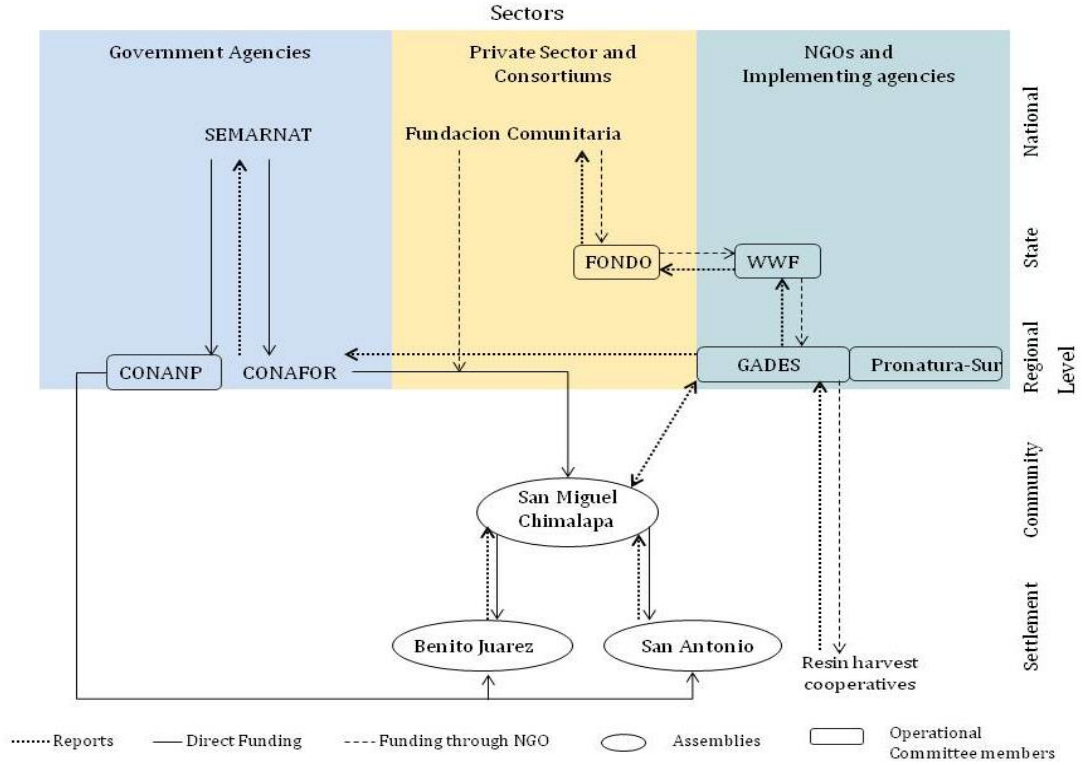 Sectors
Government Agencies
Private Sector and
Consortiums
NGOs and
Implementing agencies
National
SEMARNAT
Fundacion Comunitaria
State
FONDO
WWF
Regional
Level
CONANP
CONAFOR
GADES
Pronatura-Sur
Community
San Miguel
Chimalapa
Settlement
Benito Juarez
San Antonio
Resin harvest
cooperatives
Reports
Direct Funding
Funding through NGO
Assemblies
Operational
Committee members